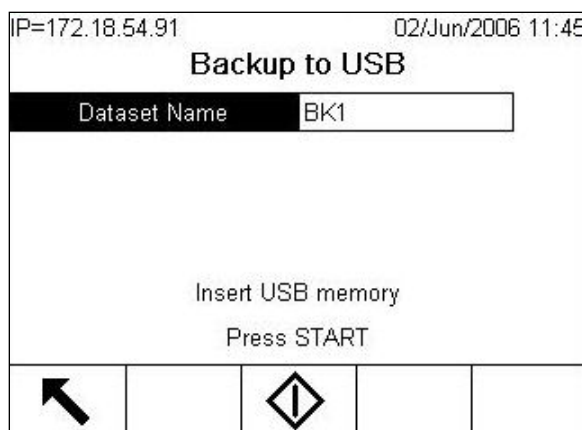 IP=172.18.54.91 02/Jun/2006 11:45
Backup to USB
Dataset Name BK1
Insert USB memory
Press START